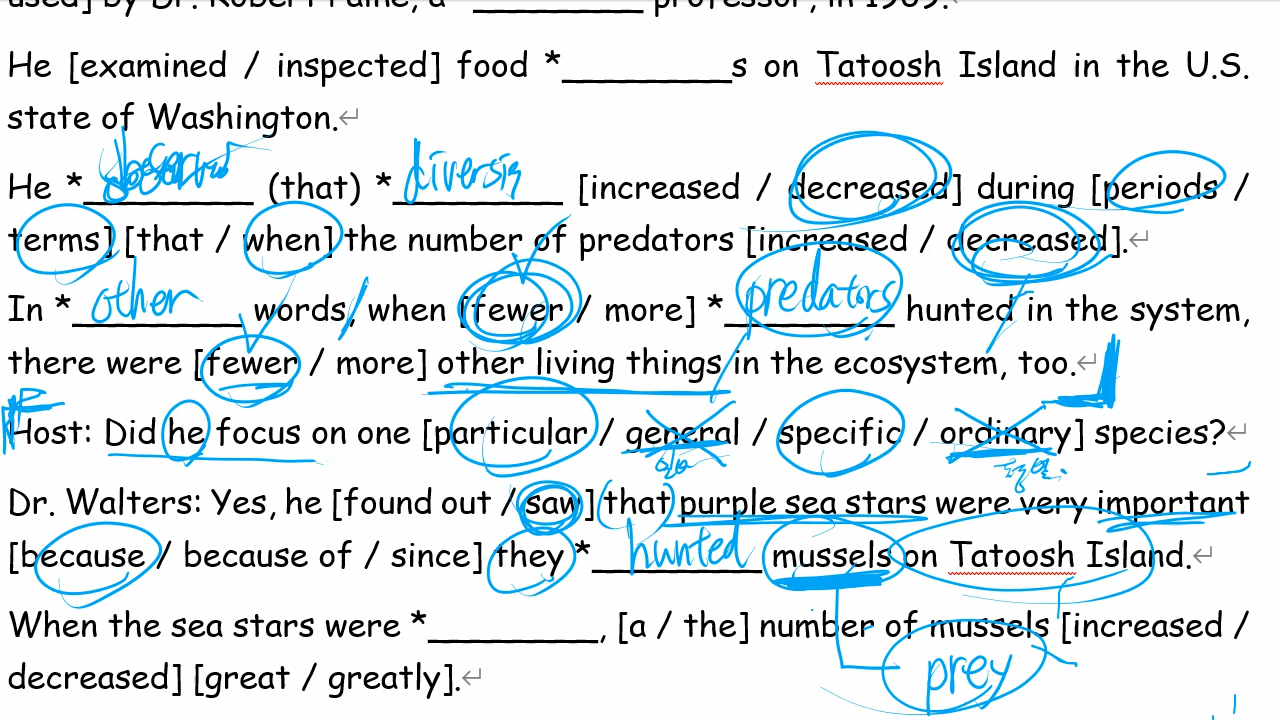 used] by Dr. Robert Paine, a * __________ professor, in 1969.
He [examined / inspected] food *__________s on Tatoosh Island in the U.S.
state of Washington.
observed diversity
He *__________ (that) *__________ [increased / decreased] during [periods /
terms] [that / when] the number of predators [increased / decreased].
other predators
In *__________ words, when [fewer / more] *__________ hunted in the system,
there were [fewer / more] other living things in the ecosystem, too.
Host: Did he focus on one [particular / general / specific / ordinary] species?
Dr. Walters: Yes, he [found out / saw] that purple sea stars were very important
hunted
[because / because of / since] they *__________ mussels on Tatoosh Island.
When the sea stars were *__________, [a / the] number of mussels [increased /
prey
decreased] [great / greatly].